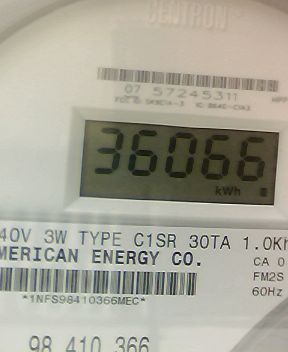 CENTRON
07 57245311
36066
kWh
40V 3W TYPE C1SR 30TA 1.0Kh
MERICAN ENERGY CO.
CA 0
FM2S
60Hz
*1NFS98410366MEC*
98 410 366